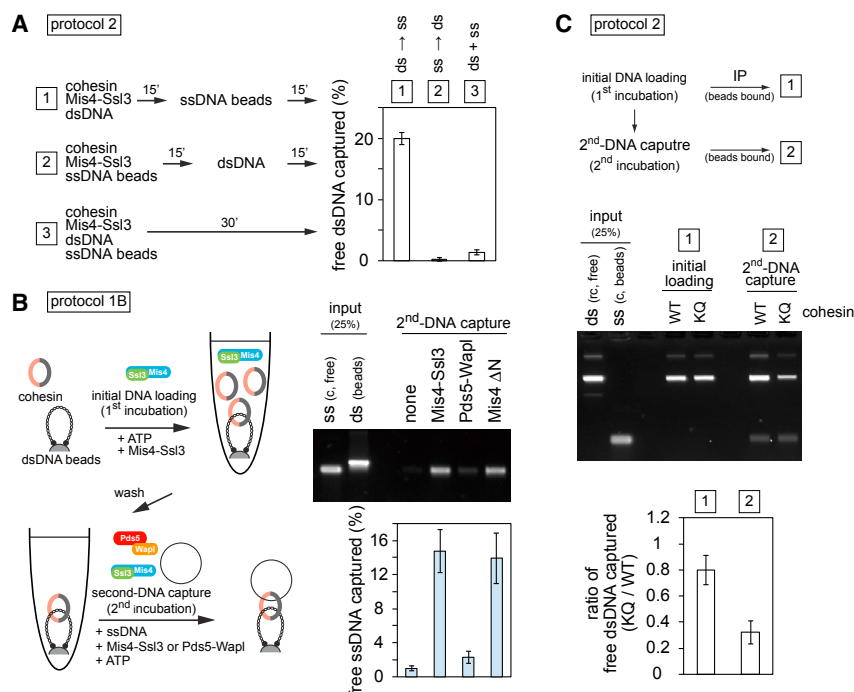 A
protocol 2
1
cohesin
Mis4-Ssl3
dsDNA
15'
ssDNA beads
15'
2
cohesin
Mis4-Ssl3
ssDNA beads
15'
dsDNA
15'
3
cohesin
Mis4-Ssl3
dsDNA
ssDNA beads
30'
ds → ss
ss → ds
ds + ss
1
2
3
free dsDNA captured (%)
20
10
0
B
protocol 1B
cohesin
dsDNA beads
Ssl3
Mis4
initial DNA loading
(1st incubation)
+ ATP
+ Mis4-Ssl3
Ssl3
Mis4
wash
Pds5
Wapl
Ssl3
Mis4
second-DNA capture
(2nd incubation)
+ ssDNA
+ Mis4-Ssl3 or Pds5-Wapl
+ ATP
input
(25%)
2nd-DNA capture
ss (c, free)
ds (beads)
none
Mis4-Ssl3
Pds5-Wapl
Mis4 ΔN
free ssDNA captured (%)
16
12
8
4
0
C
protocol 2
initial DNA loading
(1st incubation)
IP
(beads bound)
1
2nd-DNA caputre
(2nd incubation)
(beads bound)
2
input
(25%)
1
initial
loading
2
2nd-DNA
capture
ds (rc, free)
ss (c, beads)
WT
KQ
WT
KQ
cohesin
1
2
ratio of
free dsDNA captured
(KQ / WT)
1.2
1
0.8
0.6
0.4
0.2
0